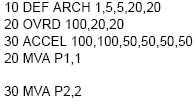 10 DEF ARCH 1,5,5,20,20
20 OVRD 100,20,20
30 ACCEL 100,100,50,50,50,50
20 MVA P1,1
30 MVA P2,2